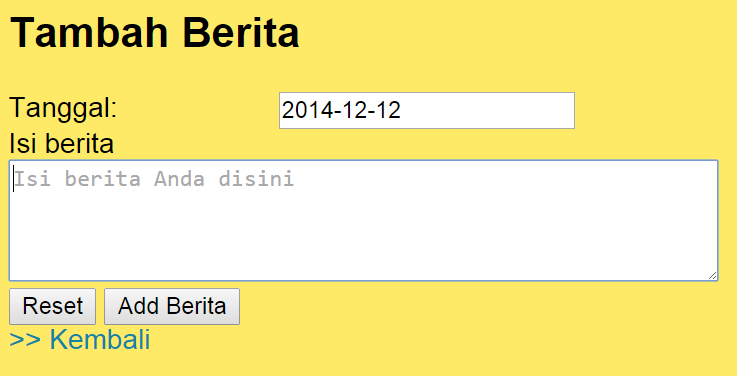 Tambah Berita
Tanggal: 2014-12-12
Isi berita
Isi berita Anda disini
Reset Add Berita
>> Kembali